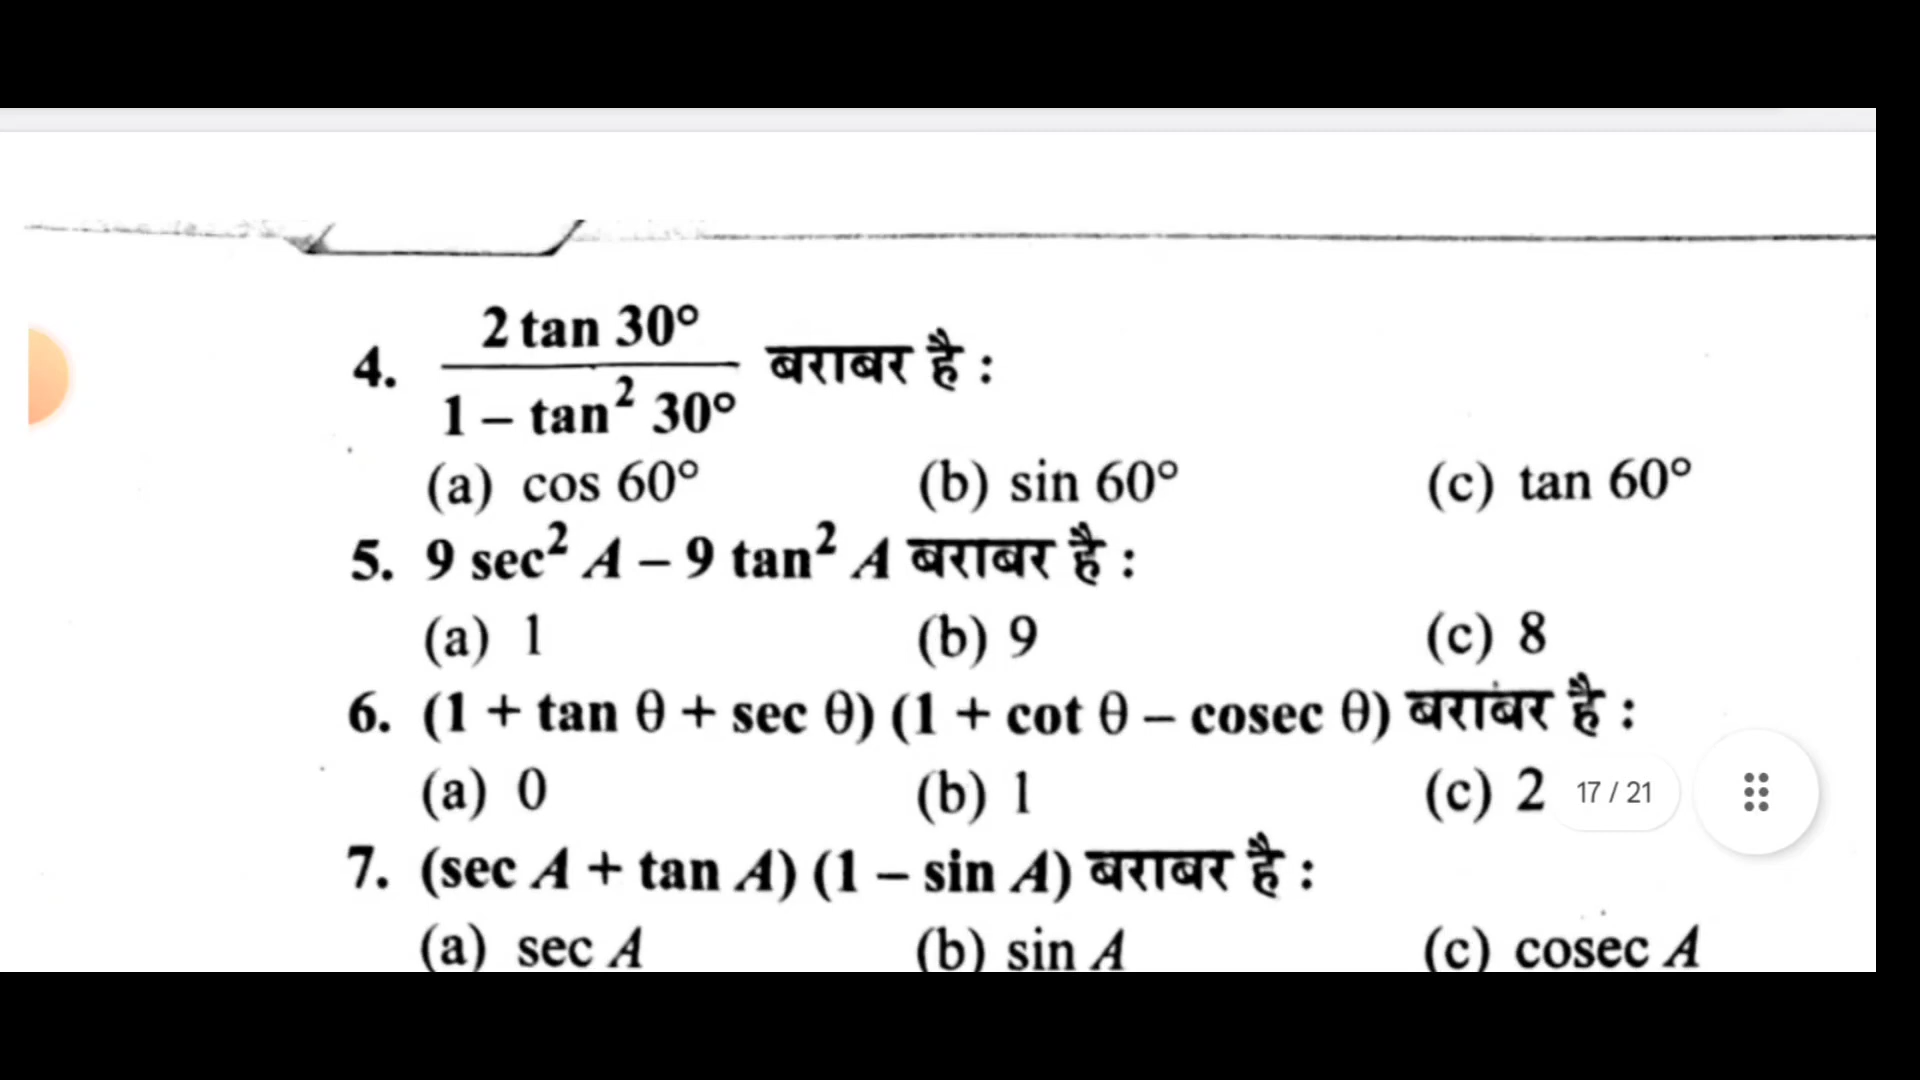 4. 2 tan 30° / 1 – tan² 30° बराबर है :
(a) cos 60° (b) sin 60° (c) tan 60°
5. 9 sec² A – 9 tan² A बराबर है :
(a) 1 (b) 9 (c) 8
6. (1 + tan θ + sec θ) (1 + cot θ – cosec θ) बराबर है :
(a) 0 (b) 1 (c) 2
17 / 21
7. (sec A + tan A) (1 – sin A) बराबर है :
(a) sec A (b) sin A (c) cosec A